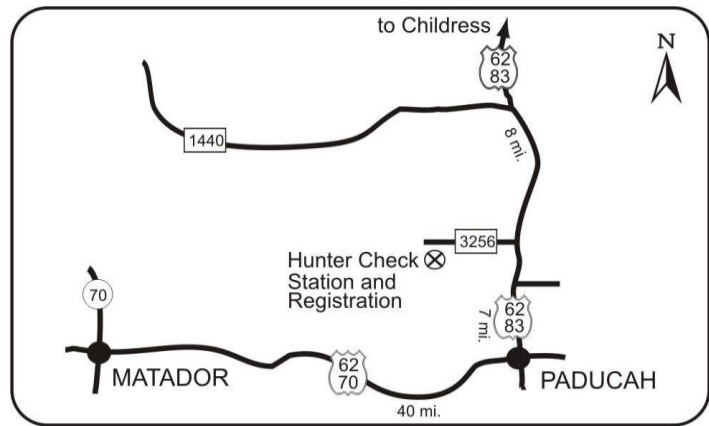 to Childress
62
83
N
1440
8 mi.
3256
Hunter Check
Station and
Registration
70
62
83
7 mi.
MATADOR
62
70
PADUCAH
40 mi.